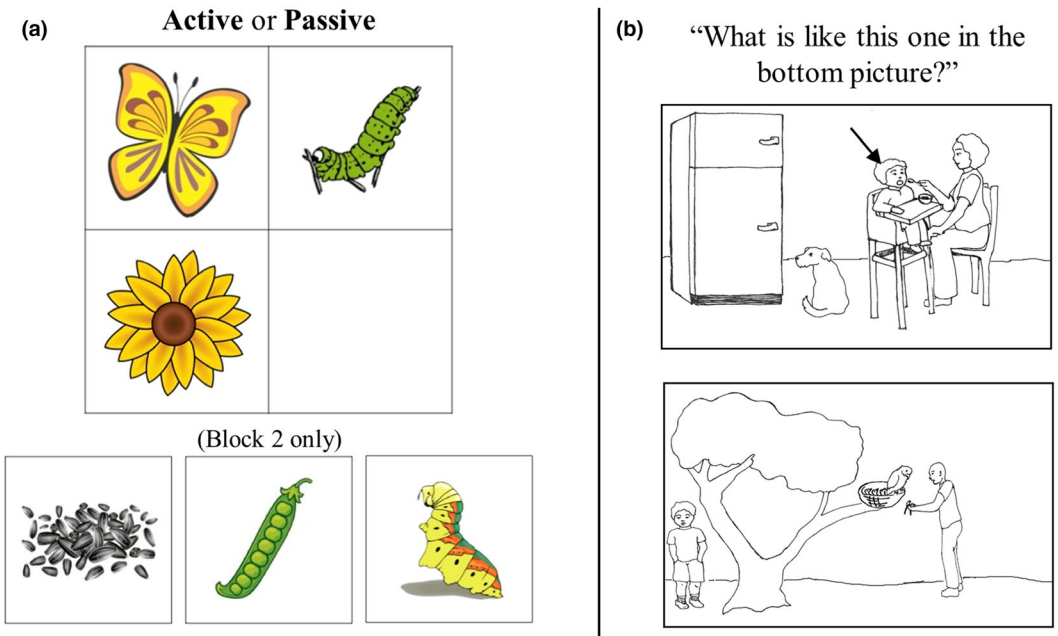 (a)
Active or Passive
(Block 2 only)
(b)
“What is like this one in the
bottom picture?”